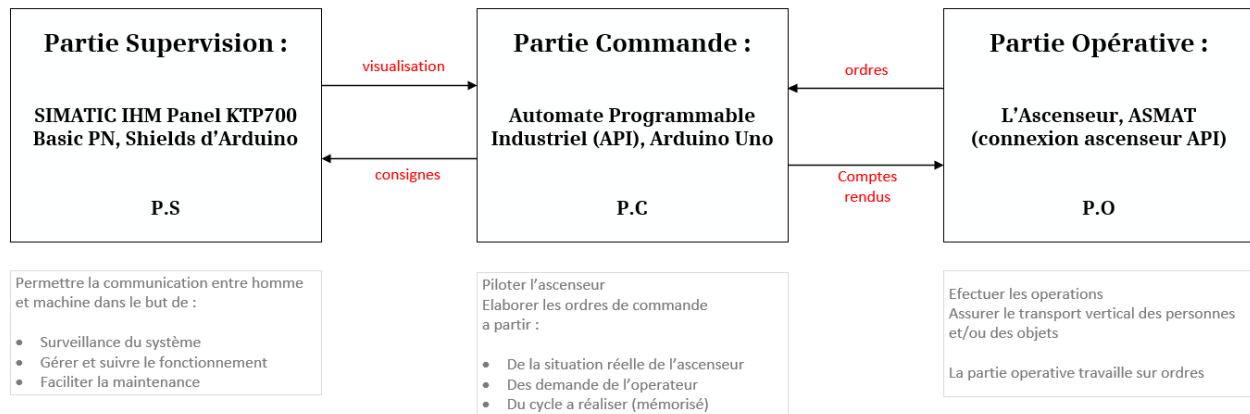 Partie Supervision :
SIMATIC IHM Panel KTP700
Basic PN, Shields d’Arduino
P.S
visualisation
consignes
Partie Commande :
Automate Programmable
Industriel (API), Arduino Uno
P.C
ordres
Comptes
rendus
Partie Opérative :
L’Ascenseur, ASMAT
(connexion ascenseur API)
P.O
Permettre la communication entre homme
et machine dans le but de :
• Surveillance du système
• Gérer et suivre le fonctionnement
• Faciliter la maintenance
Piloter l’ascenseur
Elaborer les ordres de commande
a partir :
• De la situation réelle de l’ascenseur
• Des demande de l’operateur
• Du cycle a réaliser (mémorisé)
Efectuer les operations
Assurer le transport vertical des personnes
et/ou des objets
La partie operative travaille sur ordres